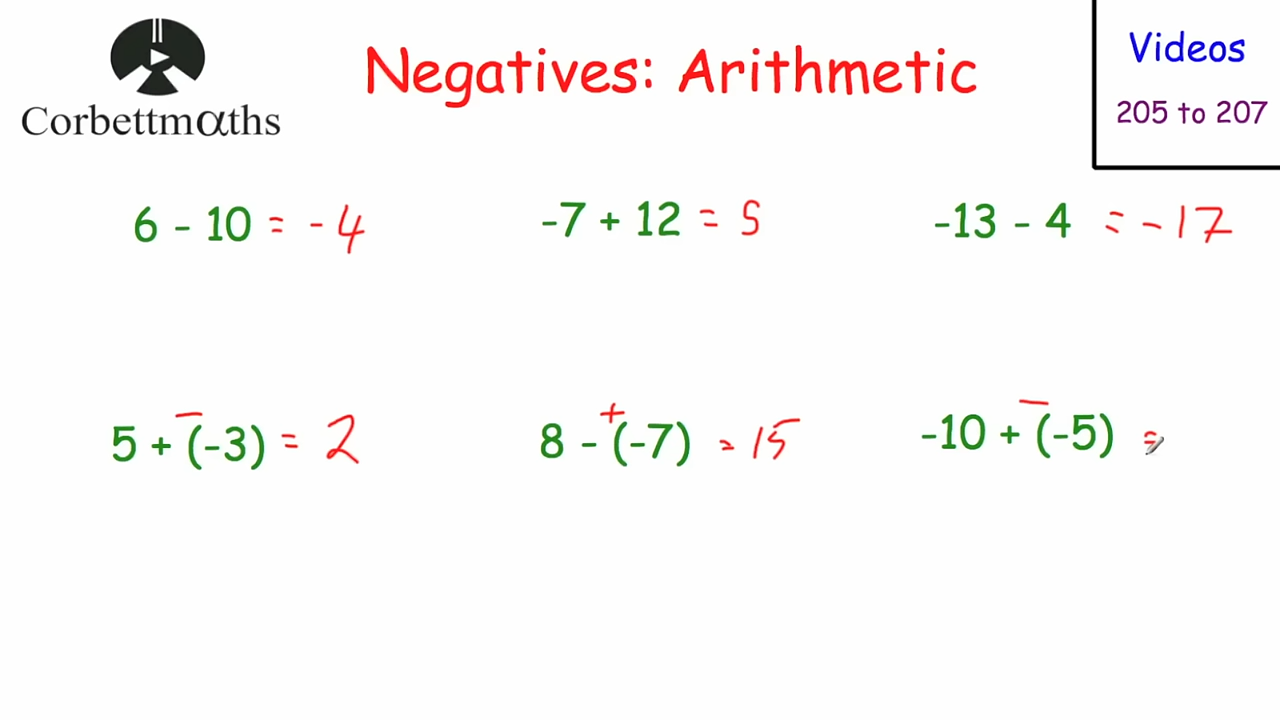 Corbettmαths
Negatives: Arithmetic
Videos
205 to 207
6 - 10 = -4
-7 + 12 = 5
-13 - 4 = -17
−
5 + (-3) = 2
+
8 - (-7) = 15
−
-10 + (-5) =